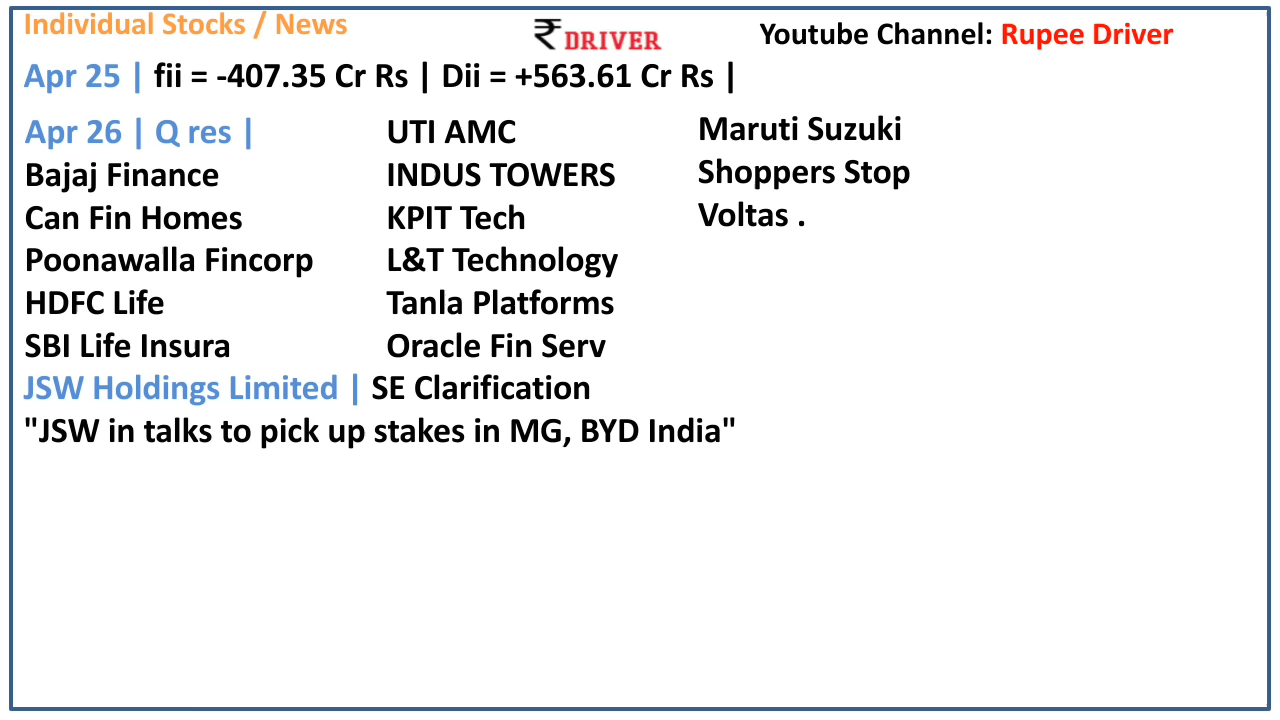 Individual Stocks / News
₹ DRIVER
Youtube Channel: Rupee Driver
Apr 25 | fii = -407.35 Cr Rs | Dii = +563.61 Cr Rs |
Apr 26 | Q res |
Bajaj Finance
Can Fin Homes
Poonawalla Fincorp
HDFC Life
SBI Life Insura
UTI AMC
INDUS TOWERS
KPIT Tech
L&T Technology
Tanla Platforms
Oracle Fin Serv
Maruti Suzuki
Shoppers Stop
Voltas .
JSW Holdings Limited | SE Clarification
"JSW in talks to pick up stakes in MG, BYD India"